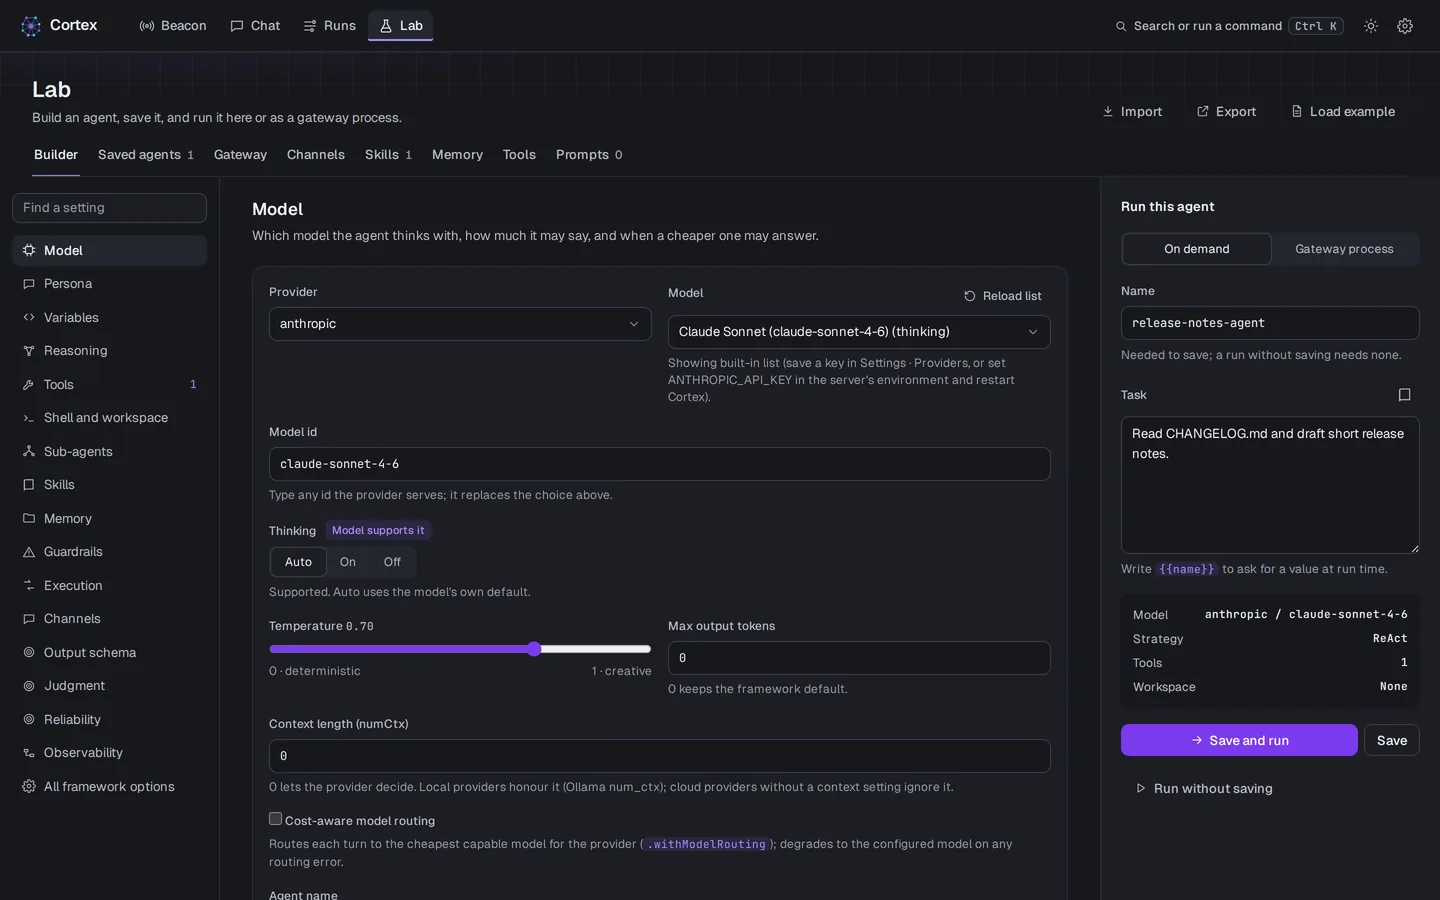 Cortex
Beacon
Chat
Runs
Lab
Search or run a command
Ctrl K
Lab
Build an agent, save it, and run it here or as a gateway process.
Import
Export
Load example
Builder
Saved agents 1
Gateway
Channels
Skills 1
Memory
Tools
Prompts 0
Find a setting
Model
Persona
Variables
Reasoning
Tools 1
Shell and workspace
Sub-agents
Skills
Memory
Guardrails
Execution
Channels
Output schema
Judgment
Reliability
Observability
All framework options
Model
Which model the agent thinks with, how much it may say, and when a cheaper one may answer.
Provider
anthropic
Model
Reload list
Claude Sonnet (claude-sonnet-4-6) (thinking)
Showing built-in list (save a key in Settings · Providers, or set
ANTHROPIC_API_KEY in the server's environment and restart
Cortex).
Model id
claude-sonnet-4-6
Type any id the provider serves; it replaces the choice above.
Thinking
Model supports it
Auto
On
Off
Supported. Auto uses the model's own default.
Temperature 0.70
0 · deterministic
1 · creative
Max output tokens
0
0 keeps the framework default.
Context length (numCtx)
0
0 lets the provider decide. Local providers honour it (Ollama num_ctx); cloud providers without a context setting ignore it.
Cost-aware model routing
Routes each turn to the cheapest capable model for the provider ( .withModelRouting ); degrades to the configured model on any
routing error.
Agent name
Run this agent
On demand
Gateway process
Name
release-notes-agent
Needed to save; a run without saving needs none.
Task
Read CHANGELOG.md and draft short release
notes.
Write {{name}} to ask for a value at run time.
Model anthropic / claude-sonnet-4-6
Strategy ReAct
Tools 1
Workspace None
Save and run
Save
Run without saving